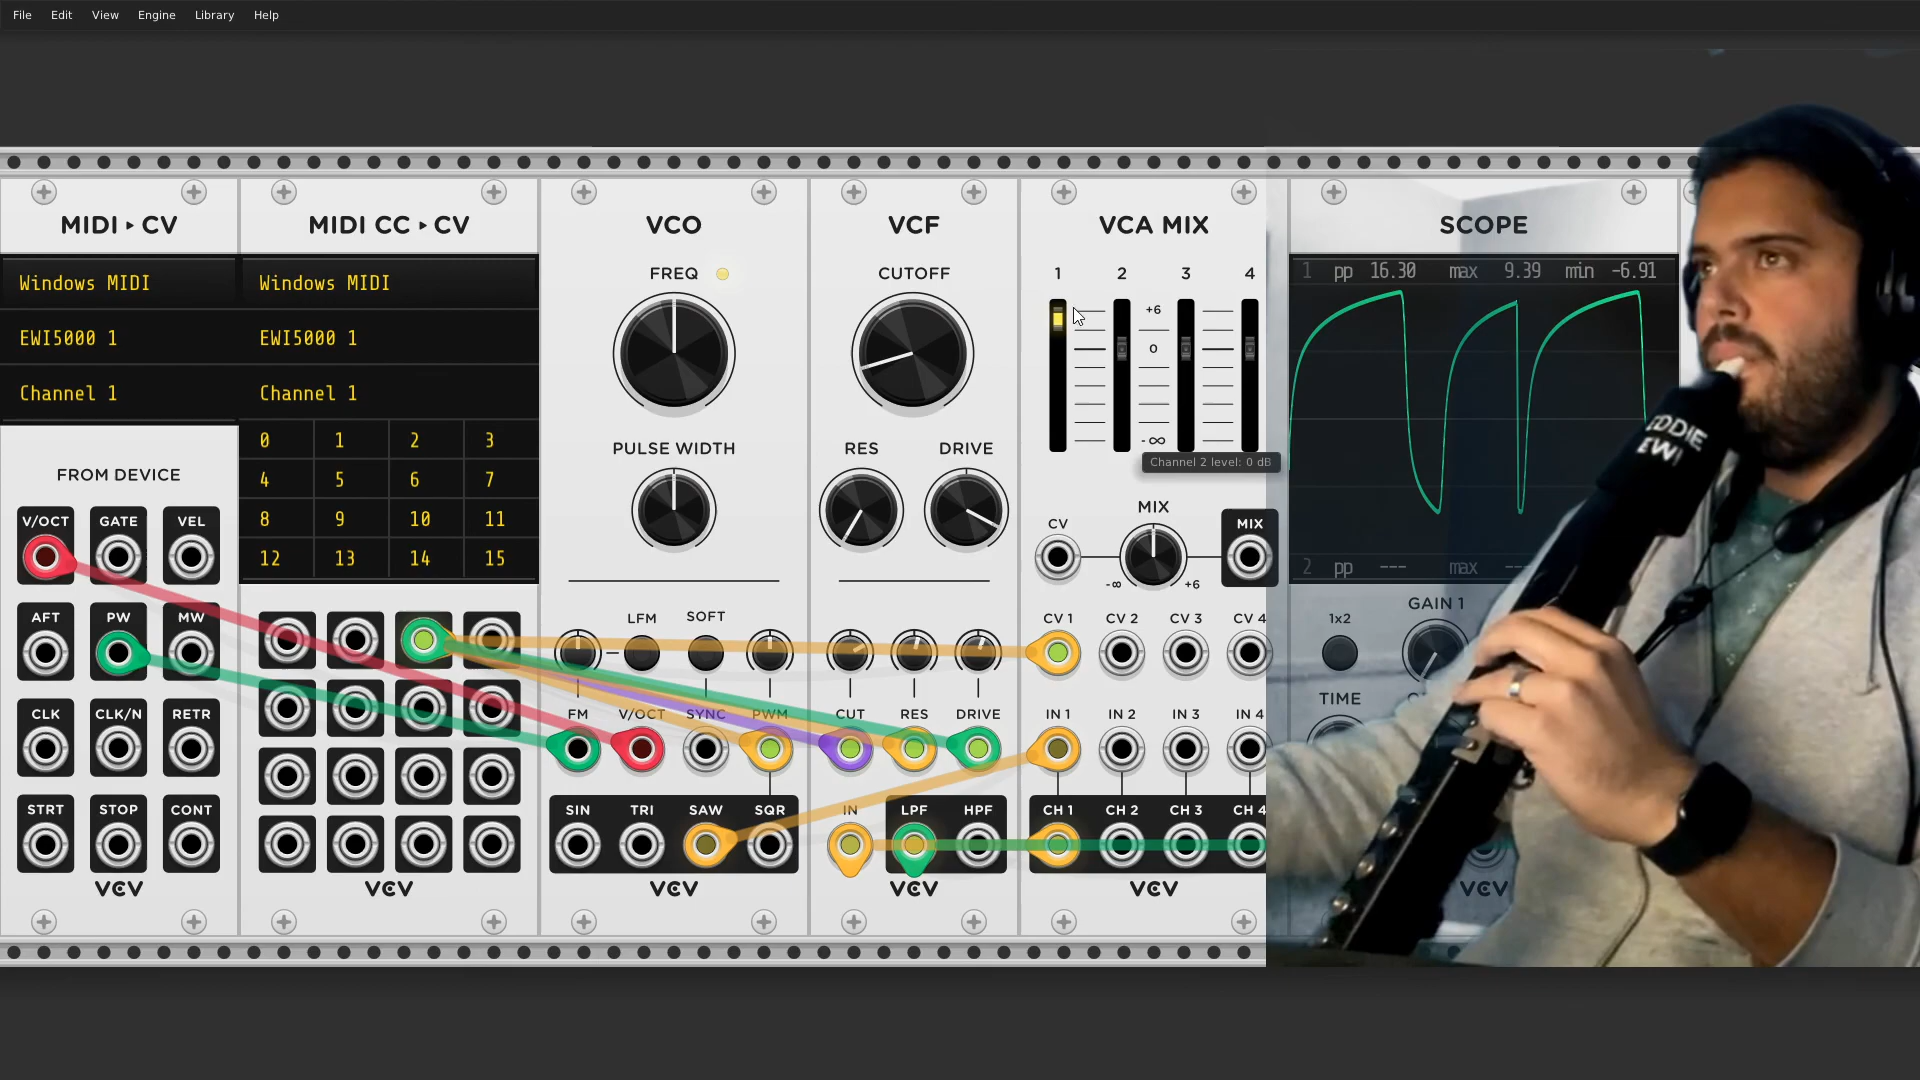 File Edit View Engine Library Help
MIDI ▸ CV
Windows MIDI
EWI5000 1
Channel 1
FROM DEVICE
V/OCT GATE VEL
AFT PW MW
CLK CLK/N RETR
STRT STOP CONT
VCV
MIDI CC ▸ CV
Windows MIDI
EWI5000 1
Channel 1
0 1 2 3
4 5 6 7
8 9 10 11
12 13 14 15
VCV
VCO
FREQ
PULSE WIDTH
LFM SOFT
FM V/OCT SYNC PWM
SIN TRI SAW SQR
VCV
VCF
CUTOFF
RES DRIVE
CUT RES DRIVE
IN LPF HPF
VCV
VCA MIX
1 2 3 4
+6
0
-∞
Channel 2 level: 0 dB
MIX
CV MIX
-∞ +6
CV 1 CV 2 CV 3 CV 4
IN 1 IN 2 IN 3 IN 4
CH 1 CH 2 CH 3 CH 4
VCV
SCOPE
1 pp 16.30 max 9.39 min -6.91
2 pp --- max
1x2 GAIN 1
TIME
VCV
EDDIE
EWI